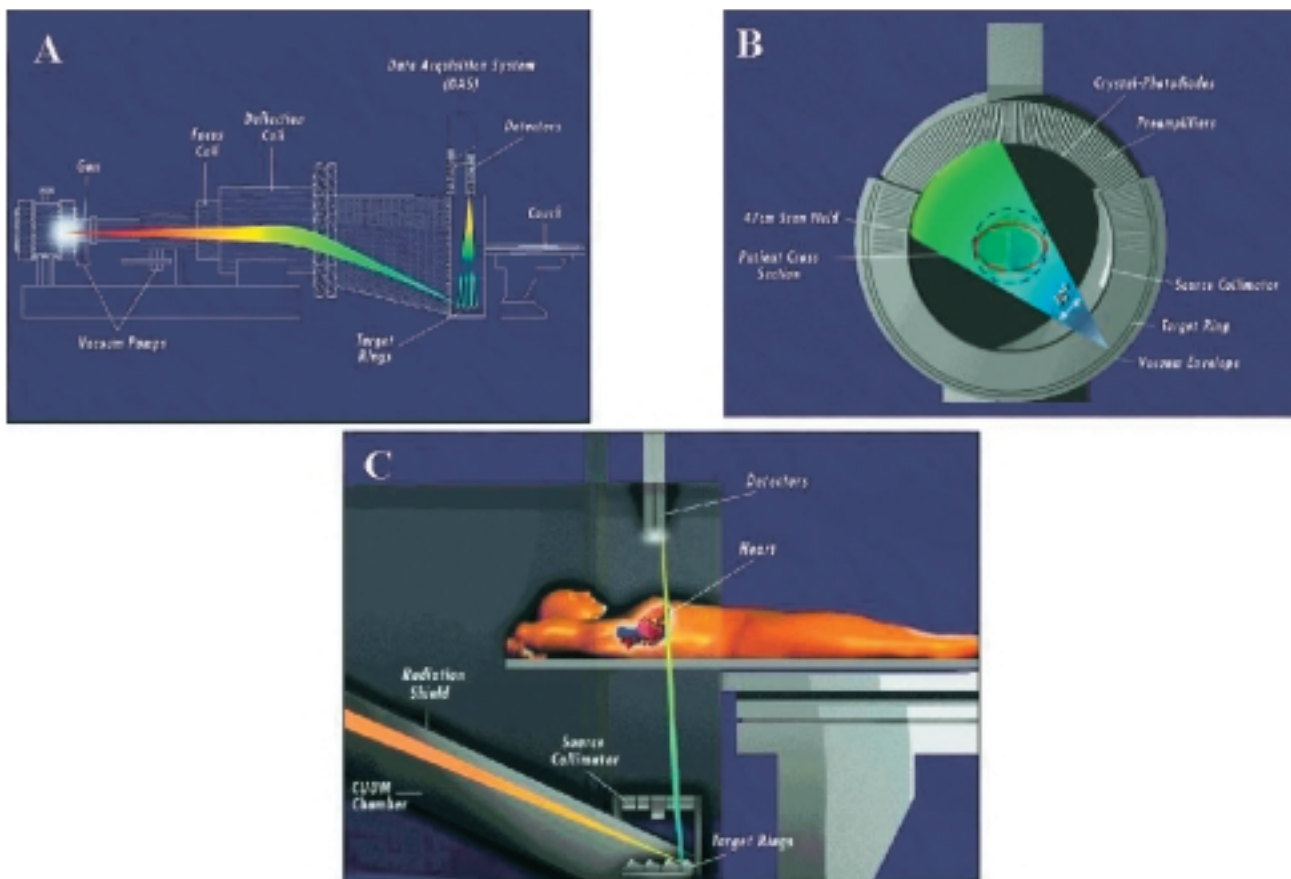 A
Data Acquisition System
(DAS)
Deflection
Coil
Detectors
Focus
Coil
Gun
Couch
Vacuum Pumps
Target
Rings
B
Crystal-Photodiodes
Preamplifiers
47cm Scan Field
Patient Cross
Section
Source Collimator
Target Ring
Vacuum Envelope
C
Detectors
Heart
Radiation
Shield
Source
Collimator
Chamber
Target Rings